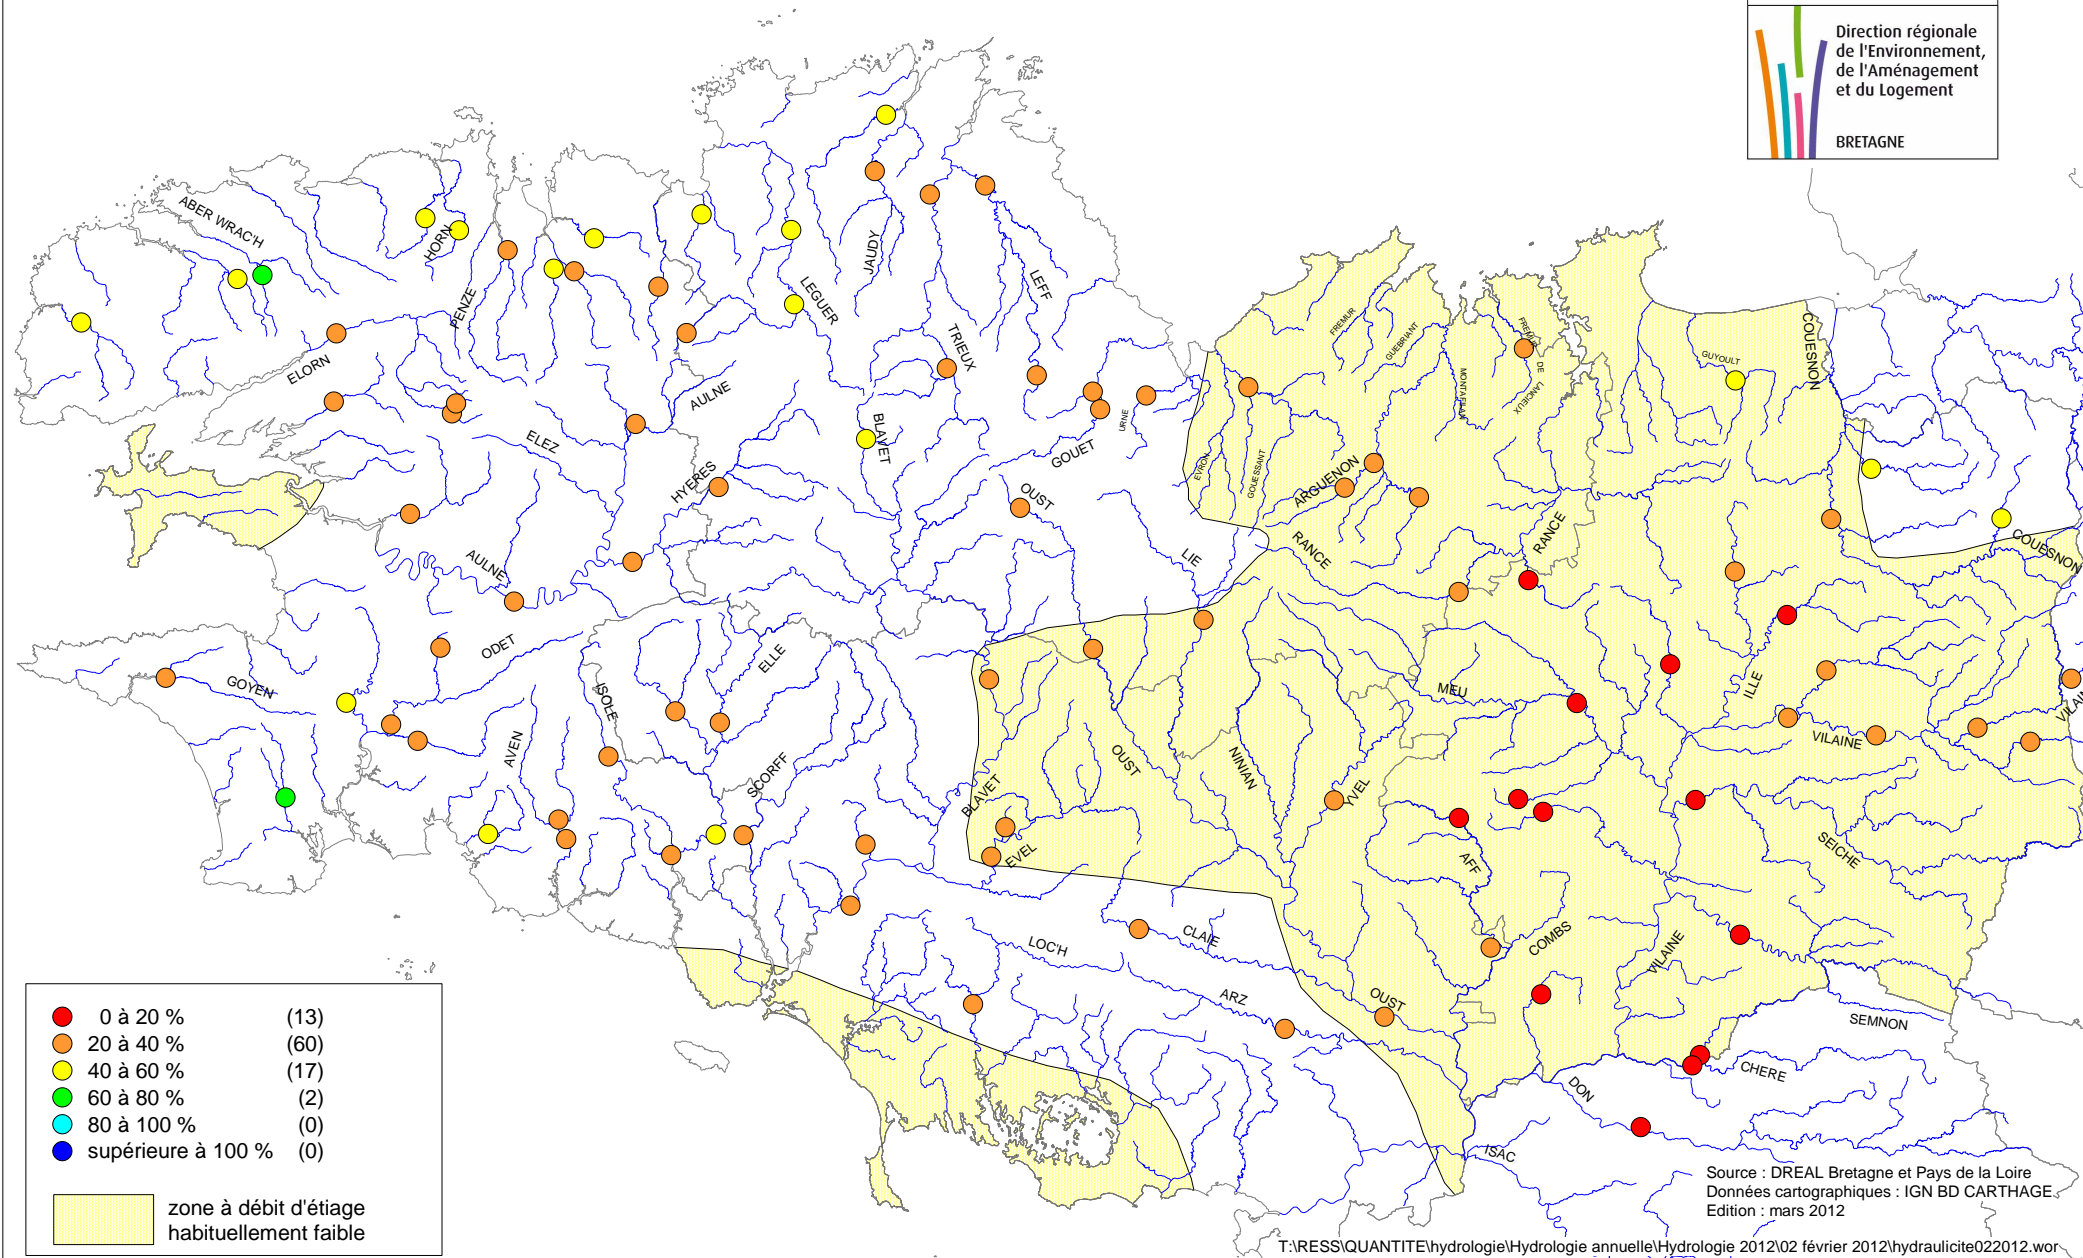 Direction régionale
de l'Environnement,
de l'Aménagement
et du Logement
BRETAGNE
ABER WRAC'H
HORN
PENZE
ELORN
JAUDY
LEGUER
LEFF
TRIEUX
AULNE
ELEZ
HYERES
BLAVET
GOUET
URNE
OUST
LIE
EVRON
GOUESSANT
FREMUR
GUEBRIANT
MONTAFILAN
FREMUR
DE
LANCIEUX
GUYOULT
COUESNON
ARGUENON
RANCE
RANCE
COUESNON
AULNE
ODET
GOYEN
ISOLE
ELLE
AVEN
SCORFF
BLAVET
EVEL
OUST
NINIAN
YVEL
MEU
ILLE
VILAINE
SEICHE
AFF
COMBS
VILAINE
CLAIE
LOC'H
ARZ
OUST
SEMNON
CHERE
DON
ISAC
0 à 20 % (13)
20 à 40 % (60)
40 à 60 % (17)
60 à 80 % (2)
80 à 100 % (0)
supérieure à 100 % (0)
zone à débit d'étiage
habituellement faible
Source : DREAL Bretagne et Pays de la Loire
Données cartographiques : IGN BD CARTHAGE
Edition : mars 2012
T:\RESS\QUANTITE\hydrologie\Hydrologie annuelle\Hydrologie 2012\02 février 2012\hydraulicite022012.wor